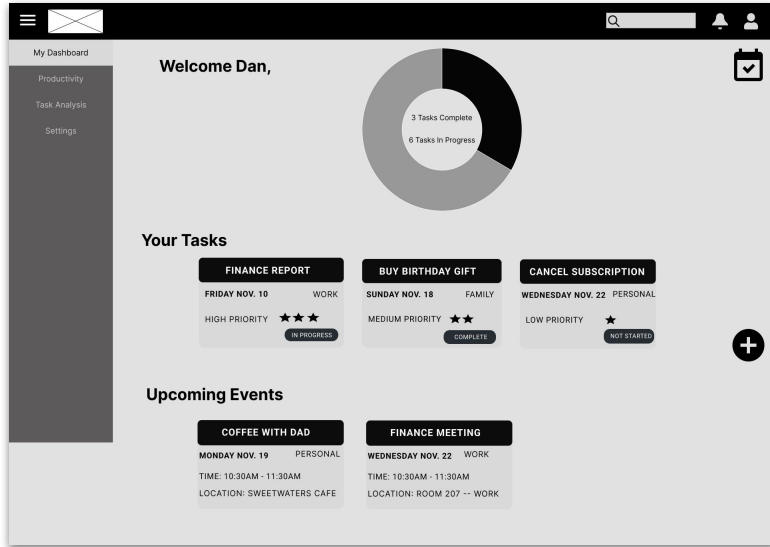 My Dashboard
Productivity
Task Analysis
Settings
Welcome Dan,
3 Tasks Complete
6 Tasks In Progress
Your Tasks
FINANCE REPORT
FRIDAY NOV. 10 WORK
HIGH PRIORITY
IN PROGRESS
BUY BIRTHDAY GIFT
SUNDAY NOV. 18 FAMILY
MEDIUM PRIORITY
COMPLETE
CANCEL SUBSCRIPTION
WEDNESDAY NOV. 22 PERSONAL
LOW PRIORITY
NOT STARTED
Upcoming Events
COFFEE WITH DAD
MONDAY NOV. 19 PERSONAL
TIME: 10:30AM - 11:30AM
LOCATION: SWEETWATERS CAFE
FINANCE MEETING
WEDNESDAY NOV. 22 WORK
TIME: 10:30AM - 11:30AM
LOCATION: ROOM 207 -- WORK